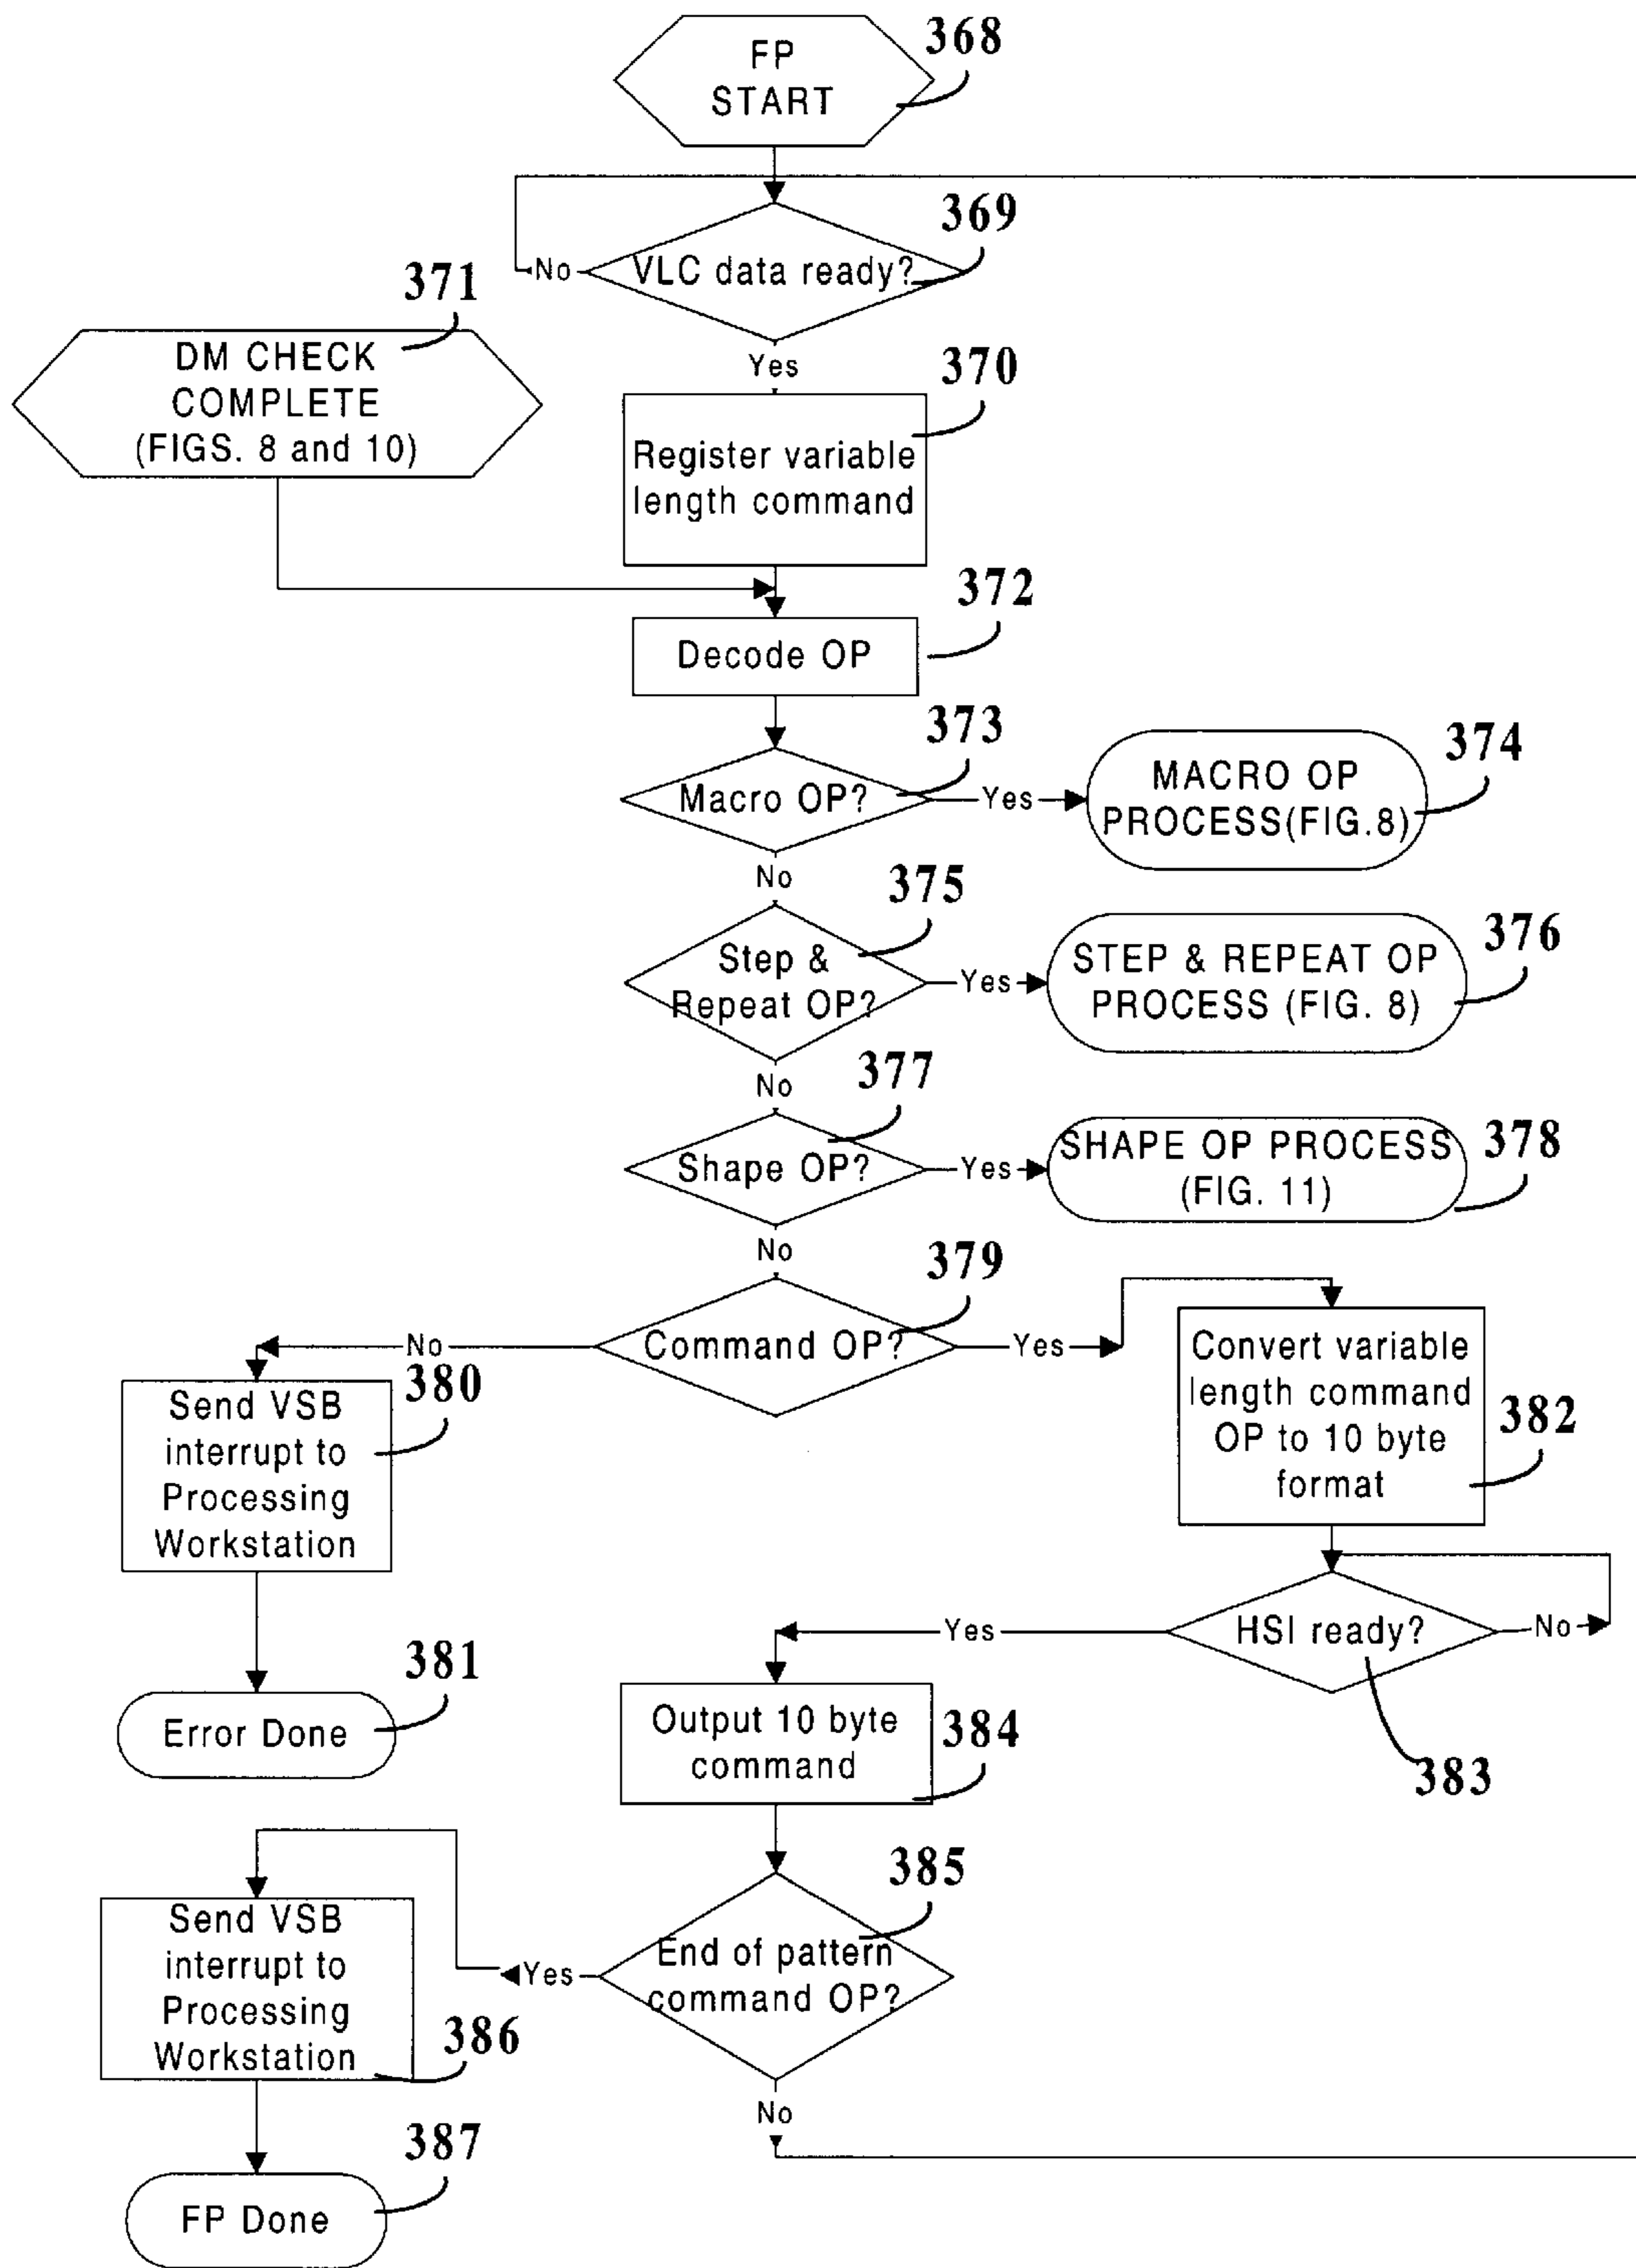 FP
START
368
369
VLC data ready?
No
Yes
371
DM CHECK
COMPLETE
(FIGS. 8 and 10)
370
Register variable
length command
372
Decode OP
373
Macro OP?
Yes
374
MACRO OP
PROCESS(FIG.8)
No
375
Step &
Repeat OP?
Yes
376
STEP & REPEAT OP
PROCESS (FIG. 8)
No
377
Shape OP?
Yes
378
SHAPE OP PROCESS
(FIG. 11)
No
379
Command OP?
No
Yes
380
Send VSB
interrupt to
Processing
Workstation
381
Error Done
Convert variable
length command
OP to 10 byte
format
382
HSI ready?
No
Yes
383
Output 10 byte
command
384
385
End of pattern
command OP?
Yes
No
Send VSB
interrupt to
Processing
Workstation
386
387
FP Done